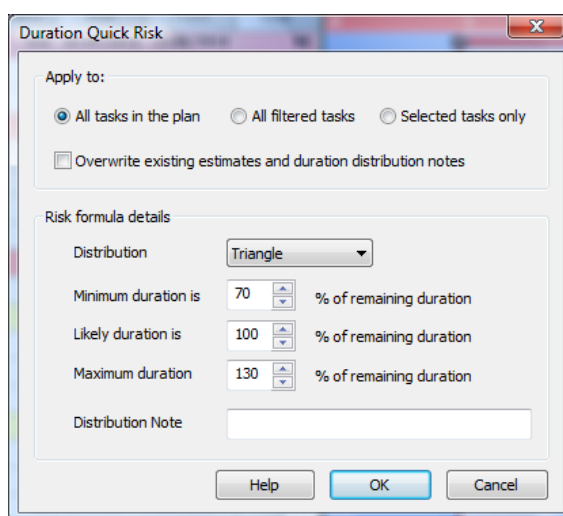 Duration Quick Risk
Apply to:
All tasks in the plan All filtered tasks Selected tasks only
Overwrite existing estimates and duration distribution notes
Risk formula details
Distribution Triangle
Minimum duration is 70 % of remaining duration
Likely duration is 100 % of remaining duration
Maximum duration 130 % of remaining duration
Distribution Note
Help OK Cancel